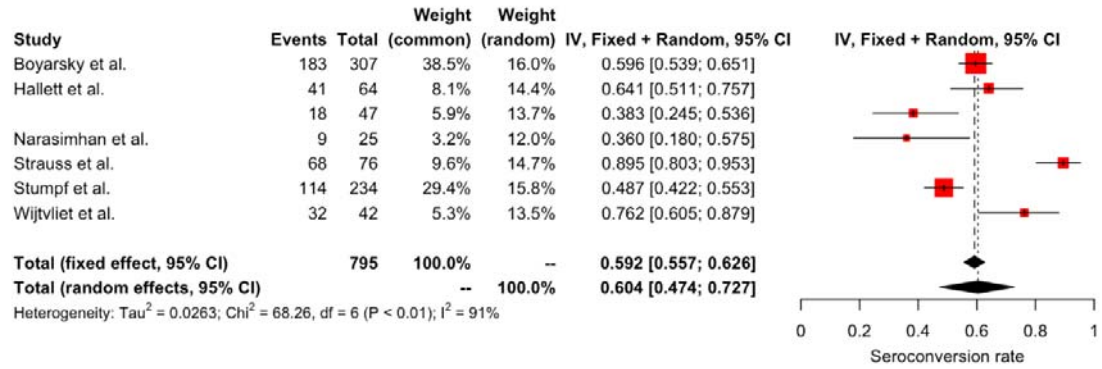 Weight Weight
Study Events Total (common) (random) IV, Fixed + Random, 95% CI IV, Fixed + Random, 95% CI
Boyarsky et al. 183 307 38.5% 16.0% 0.596 [0.539; 0.651]
Hallett et al. 41 64 8.1% 14.4% 0.641 [0.511; 0.757]
18 47 5.9% 13.7% 0.383 [0.245; 0.536]
Narasimhan et al. 9 25 3.2% 12.0% 0.360 [0.180; 0.575]
Strauss et al. 68 76 9.6% 14.7% 0.895 [0.803; 0.953]
Stumpf et al. 114 234 29.4% 15.8% 0.487 [0.422; 0.553]
Wijtvliet et al. 32 42 5.3% 13.5% 0.762 [0.605; 0.879]
Total (fixed effect, 95% CI) 795 100.0% -- 0.592 [0.557; 0.626]
Total (random effects, 95% CI) -- 100.0% 0.604 [0.474; 0.727]
Heterogeneity: Tau² = 0.0263; Chi² = 68.26, df = 6 (P < 0.01); I² = 91%
0 0.2 0.4 0.6 0.8 1
Seroconversion rate